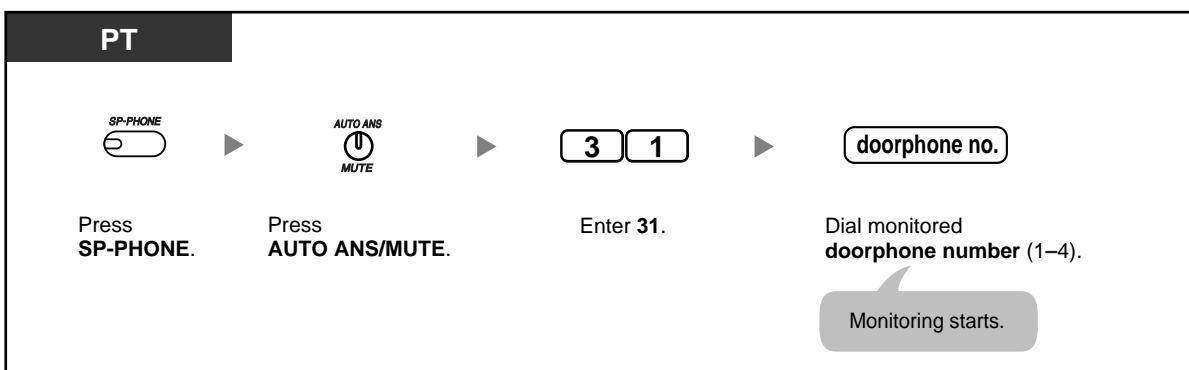 PT
SP-PHONE
AUTO ANS
MUTE
3 1
doorphone no.
Press
SP-PHONE.
Press
AUTO ANS/MUTE.
Enter 31.
Dial monitored
doorphone number (1–4).
Monitoring starts.